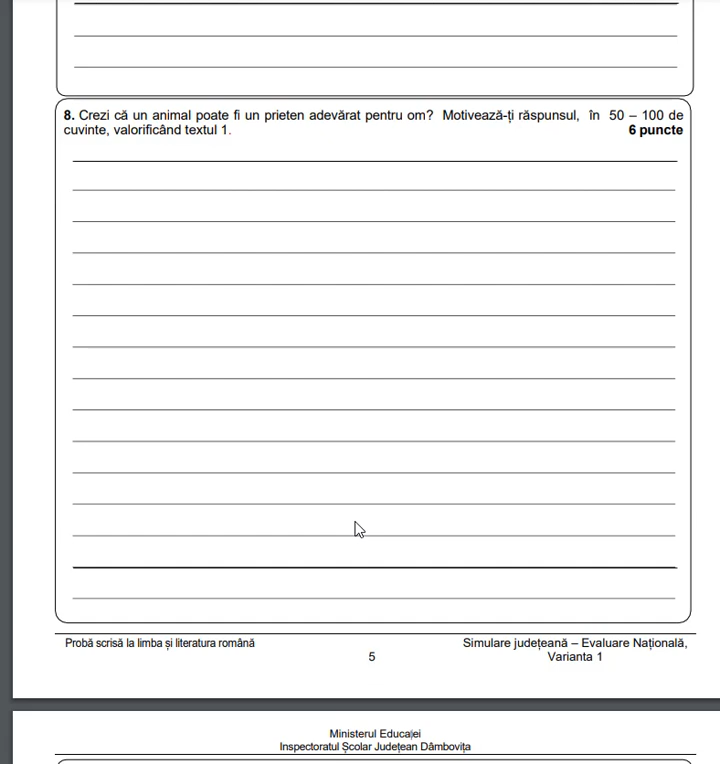 8. Crezi că un animal poate fi un prieten adevărat pentru om? Motivează-ți răspunsul, în 50 – 100 de
cuvinte, valorificând textul 1. 6 puncte
Probă scrisă la limba și literatura română
Simulare județeană – Evaluare Națională,
5
Varianta 1
Ministerul Educației
Inspectoratul Școlar Județean Dâmbovița